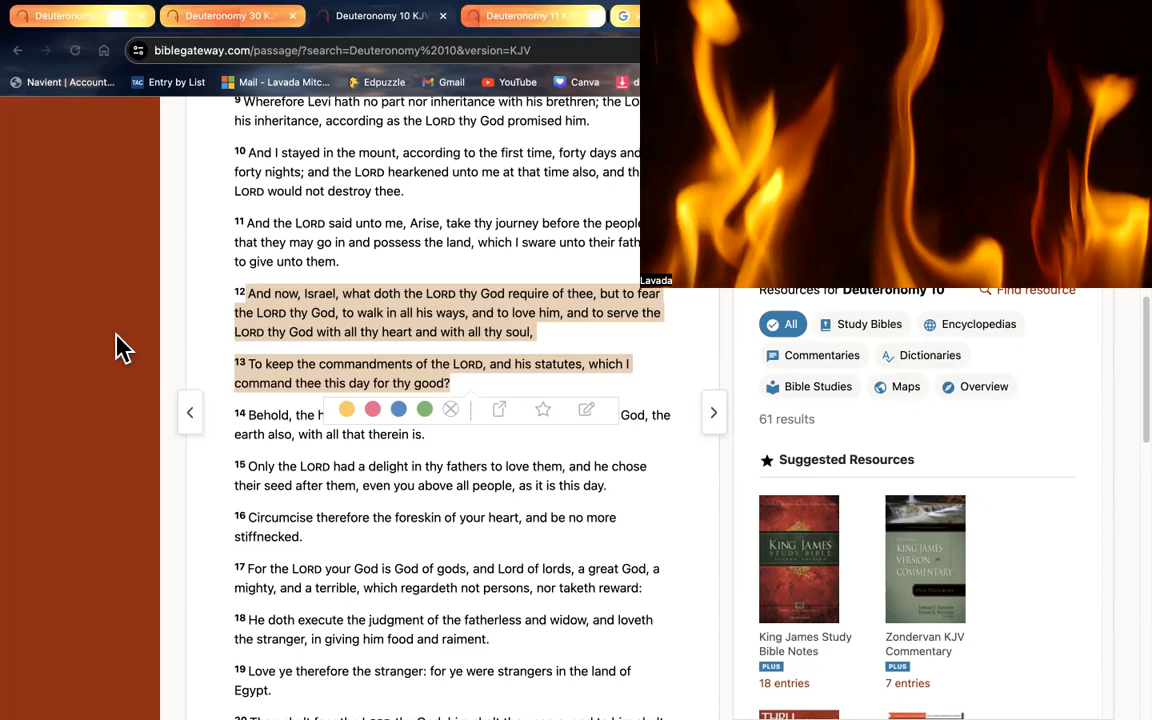 Deuteronomy
Deuteronomy 30 KJV
Deuteronomy 10 KJV
Deuteronomy 11 K
biblegateway.com/passage/?search=Deuteronomy%2010&version=KJV
Navient | Account...
Entry by List
Mail - Lavada Mitc...
Edpuzzle
Gmail
YouTube
Canva
Lavada
9 Wherefore Levi hath no part nor inheritance with his brethren; the LO
his inheritance, according as the LORD thy God promised him.
10 And I stayed in the mount, according to the first time, forty days and
forty nights; and the LORD hearkened unto me at that time also, and th
LORD would not destroy thee.
11 And the LORD said unto me, Arise, take thy journey before the people
that they may go in and possess the land, which I sware unto their fath
to give unto them.
12 And now, Israel, what doth the LORD thy God require of thee, but to fear
the LORD thy God, to walk in all his ways, and to love him, and to serve the
LORD thy God with all thy heart and with all thy soul,
13 To keep the commandments of the LORD, and his statutes, which I
command thee this day for thy good?
14 Behold, the h God, the
earth also, with all that therein is.
15 Only the LORD had a delight in thy fathers to love them, and he chose
their seed after them, even you above all people, as it is this day.
16 Circumcise therefore the foreskin of your heart, and be no more
stiffnecked.
17 For the LORD your God is God of gods, and Lord of lords, a great God, a
mighty, and a terrible, which regardeth not persons, nor taketh reward:
18 He doth execute the judgment of the fatherless and widow, and loveth
the stranger, in giving him food and raiment.
19 Love ye therefore the stranger: for ye were strangers in the land of
Egypt.
Resources for Deuteronomy 10
Find resource
All
Study Bibles
Encyclopedias
Commentaries
Dictionaries
Bible Studies
Maps
Overview
61 results
Suggested Resources
KING JAMES
STUDY BIBLE
KING JAMES
VERSION
COMMENTARY
King James Study
Bible Notes
PLUS
18 entries
Zondervan KJV
Commentary
PLUS
7 entries
THRU